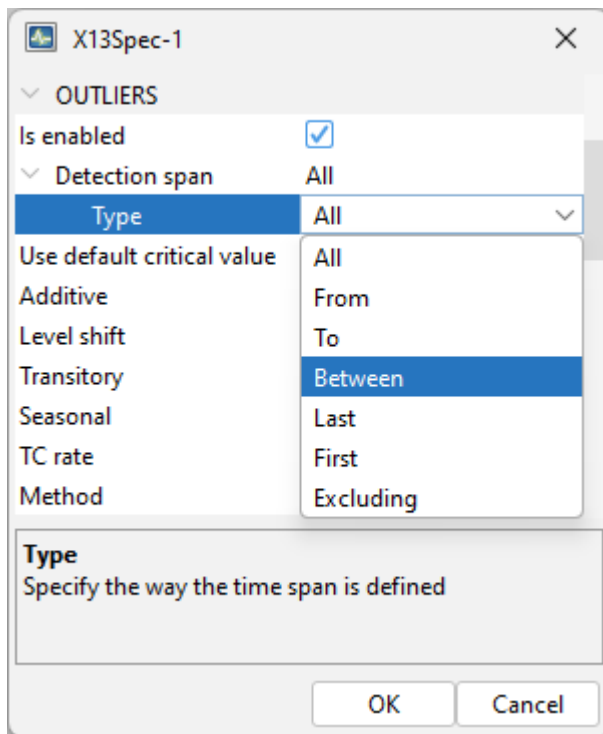 X13Spec-1
OUTLIERS
Is enabled
Detection span All
Type All
Use default critical value All
Additive From
Level shift To
Transitory Between
Seasonal Last
TC rate First
Method Excluding
Type
Specify the way the time span is defined
OK Cancel